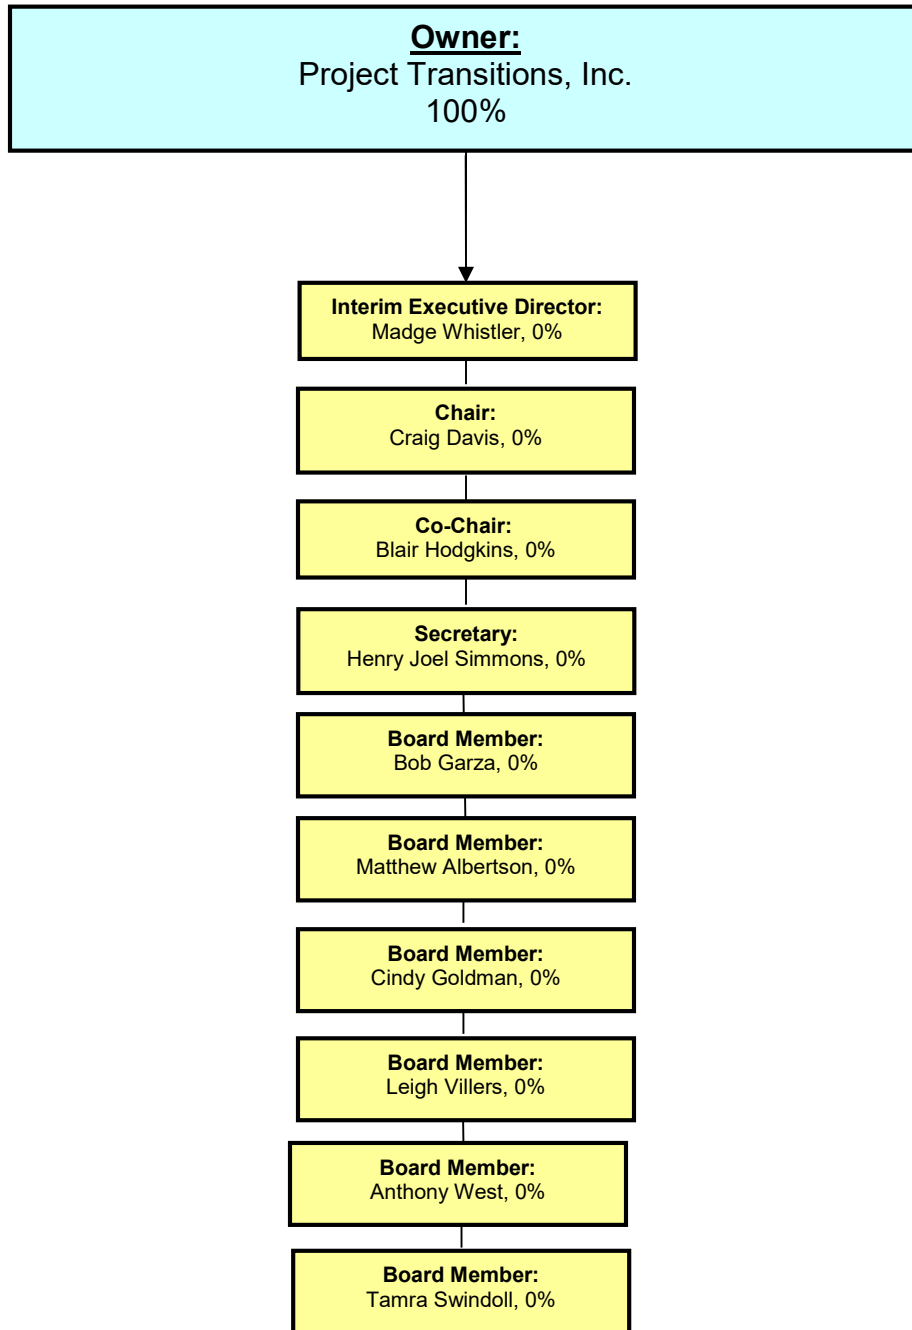 Owner:
Project Transitions, Inc.
100%
Interim Executive Director:
Madge Whistler, 0%
Chair:
Craig Davis, 0%
Co-Chair:
Blair Hodgkins, 0%
Secretary:
Henry Joel Simmons, 0%
Board Member:
Bob Garza, 0%
Board Member:
Matthew Albertson, 0%
Board Member:
Cindy Goldman, 0%
Board Member:
Leigh Villers, 0%
Board Member:
Anthony West, 0%
Board Member:
Tamra Swindoll, 0%